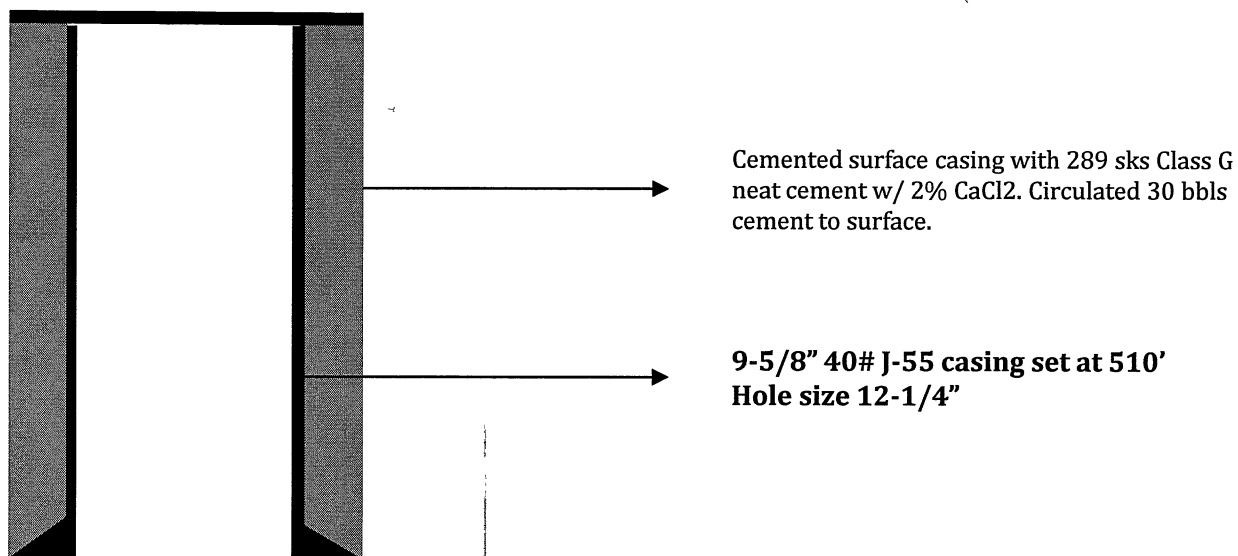 Cemented surface casing with 289 sks Class G
neat cement w/ 2% CaCl2. Circulated 30 bbls
cement to surface.
9-5/8” 40# J-55 casing set at 510’
Hole size 12-1/4”